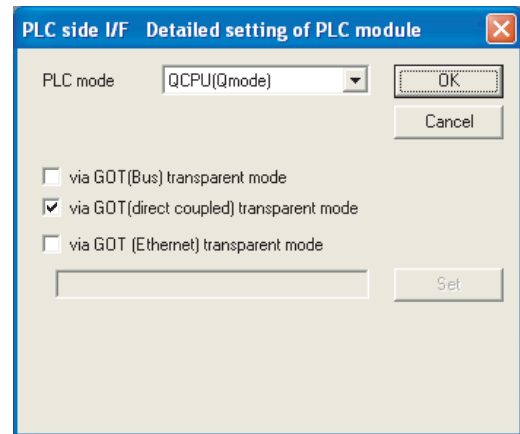 PLC side I/F Detailed setting of PLC module
PLC mode QCPU(Qmode) OK
Cancel
via GOT(Bus) transparent mode
via GOT(direct coupled) transparent mode
via GOT (Ethernet) transparent mode
Set